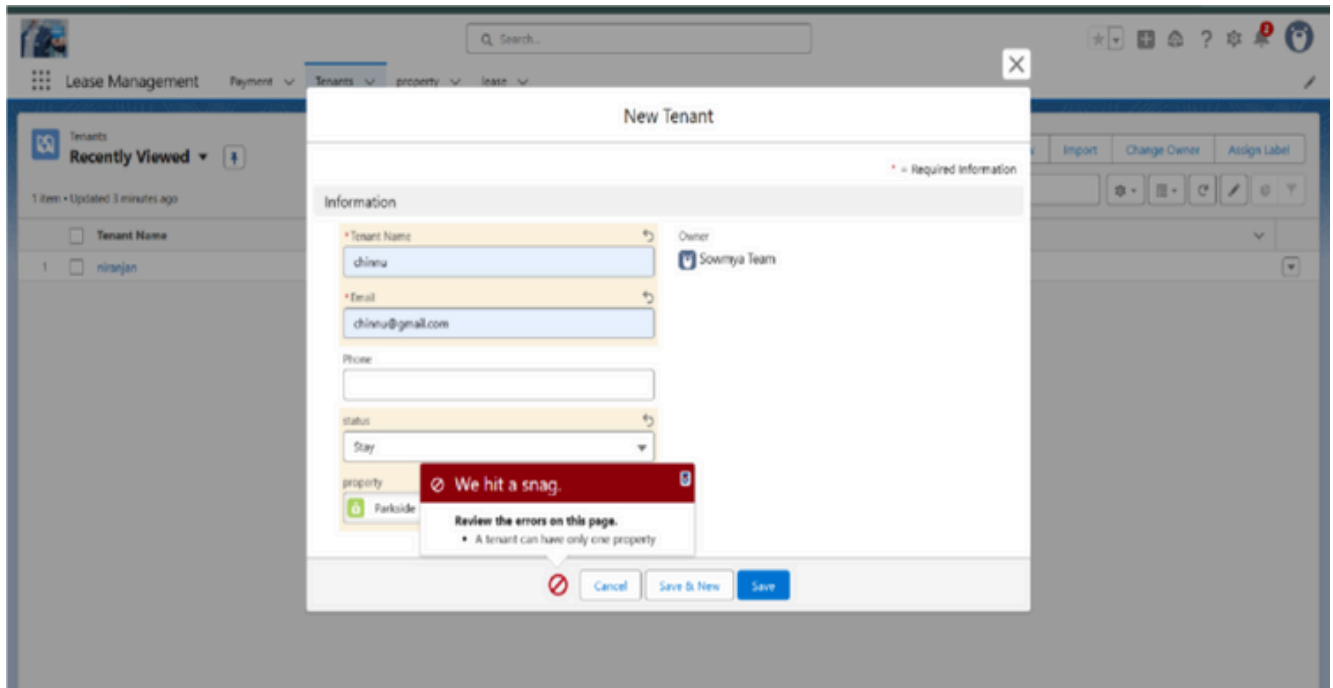 Search...
Lease Management Payment Tenants property lease
New Tenant
Tenants
Recently Viewed
Import Change Owner Assign Label
* = Required Information
1 item • Updated 3 minutes ago
Information
Tenant Name
1 niranjan
*Tenant Name
chinnu
Owner
Sowmya Team
*Email
chinnu@gmail.com
Phone
status
Stay
property
Parkside
We hit a snag.
Review the errors on this page.
• A tenant can have only one property
Cancel Save & New Save